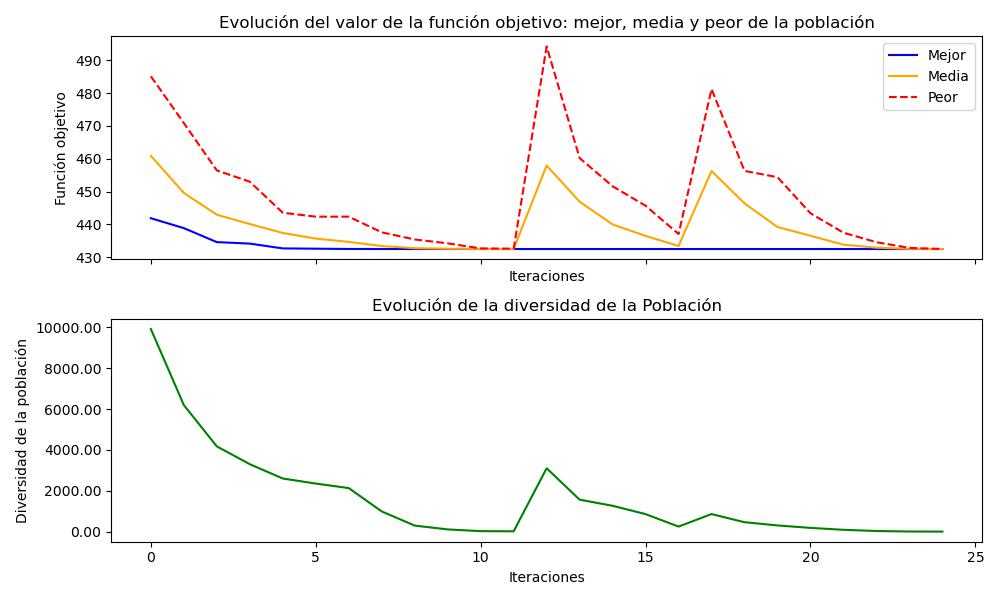 Evolución del valor de la función objetivo: mejor, media y peor de la población
Función objetivo
490
480
470
460
450
440
430
Mejor
Media
Peor
Iteraciones
Evolución de la diversidad de la Población
Diversidad de la población
10000.00
8000.00
6000.00
4000.00
2000.00
0.00
0 5 10 15 20 25
Iteraciones